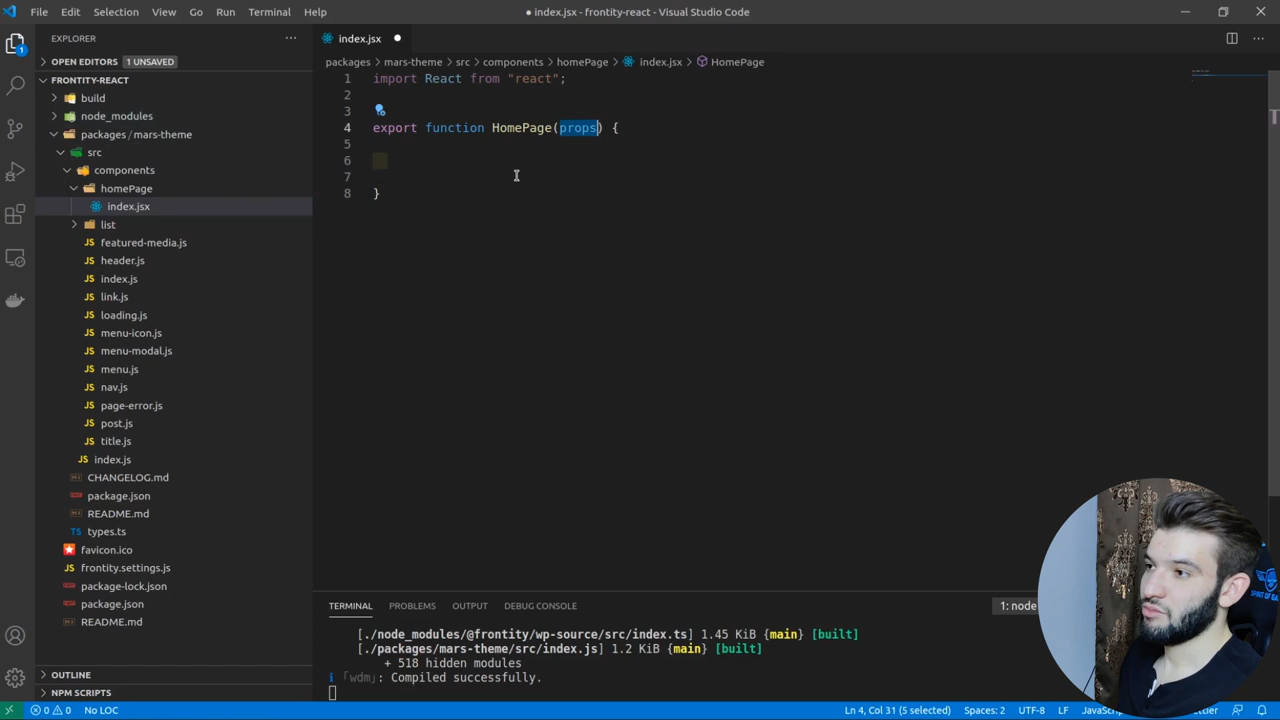 File Edit Selection View Go Run Terminal Help
● index.jsx - frontity-react - Visual Studio Code
1
EXPLORER
OPEN EDITORS 1 UNSAVED
FRONTITY-REACT
build
node_modules
packages / mars-theme
src
components
homePage
index.jsx
list
JS featured-media.js
JS header.js
JS index.js
JS link.js
JS loading.js
JS menu-icon.js
JS menu-modal.js
JS menu.js
JS nav.js
JS page-error.js
JS post.js
JS title.js
JS index.js
CHANGELOG.md
package.json
README.md
TS types.ts
favicon.ico
JS frontity.settings.js
package-lock.json
package.json
README.md
OUTLINE
NPM SCRIPTS
index.jsx
packages > mars-theme > src > components > homePage > index.jsx > HomePage
1 import React from "react";
2
3
4 export function HomePage(props) {
5
6
7
8 }
TERMINAL PROBLEMS OUTPUT DEBUG CONSOLE
1: node
[./node_modules/@frontity/wp-source/src/index.ts] 1.45 KiB {main} [built]
[./packages/mars-theme/src/index.js] 1.2 KiB {main} [built]
+ 518 hidden modules
ℹ 「wdm」: Compiled successfully.
0 0 No LOC
Ln 4, Col 31 (5 selected) Spaces: 2 UTF-8 LF